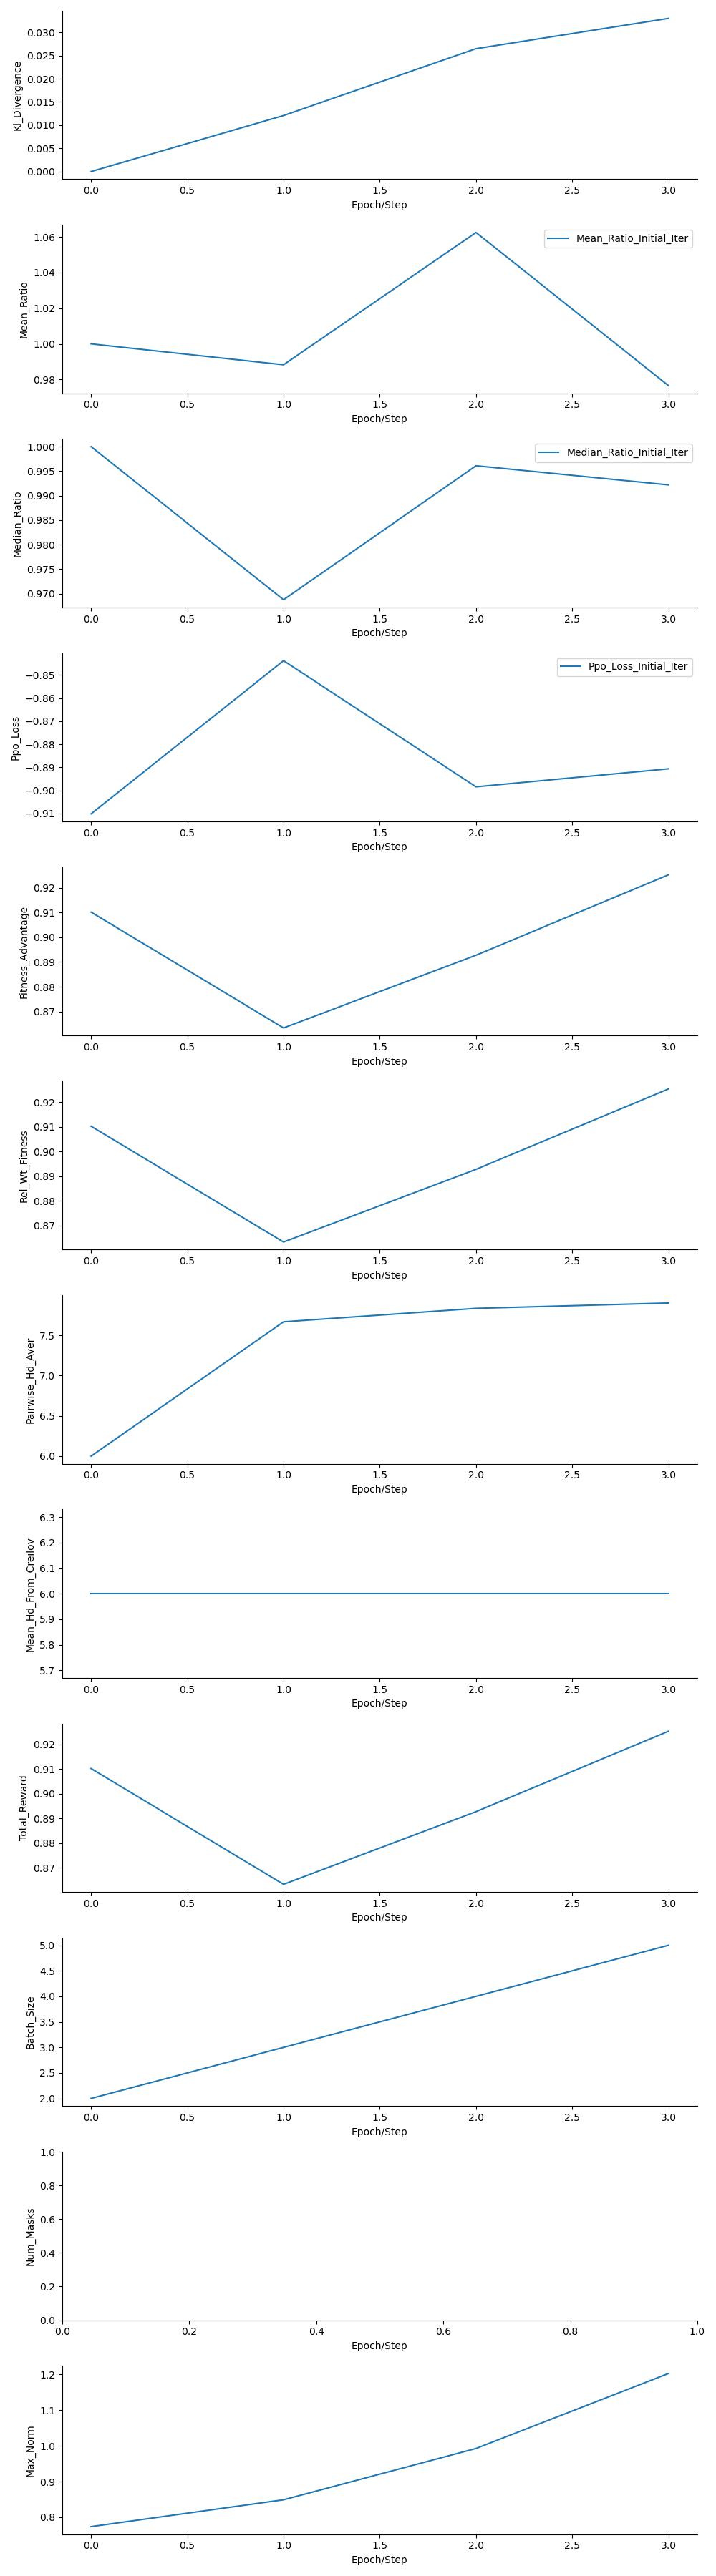 0.030
0.025
0.020
0.015
0.010
0.005
0.000
Kl_Divergence
0.0 0.5 1.0 1.5 2.0 2.5 3.0
Epoch/Step
Mean_Ratio_Initial_Iter
1.06
1.04
1.02
1.00
0.98
Mean_Ratio
0.0 0.5 1.0 1.5 2.0 2.5 3.0
Epoch/Step
Median_Ratio_Initial_Iter
1.000
0.995
0.990
0.985
0.980
0.975
0.970
Median_Ratio
0.0 0.5 1.0 1.5 2.0 2.5 3.0
Epoch/Step
Ppo_Loss_Initial_Iter
−0.85
−0.86
−0.87
−0.88
−0.89
−0.90
−0.91
Ppo_Loss
0.0 0.5 1.0 1.5 2.0 2.5 3.0
Epoch/Step
0.92
0.91
0.90
0.89
0.88
0.87
Fitness_Advantage
0.0 0.5 1.0 1.5 2.0 2.5 3.0
Epoch/Step
0.92
0.91
0.90
0.89
0.88
0.87
Rel_Wt_Fitness
0.0 0.5 1.0 1.5 2.0 2.5 3.0
Epoch/Step
7.5
7.0
6.5
6.0
Pairwise_Hd_Aver
0.0 0.5 1.0 1.5 2.0 2.5 3.0
Epoch/Step
6.3
6.2
6.1
6.0
5.9
5.8
5.7
Mean_Hd_From_Creilov
0.0 0.5 1.0 1.5 2.0 2.5 3.0
Epoch/Step
0.92
0.91
0.90
0.89
0.88
0.87
Total_Reward
0.0 0.5 1.0 1.5 2.0 2.5 3.0
Epoch/Step
5.0
4.5
4.0
3.5
3.0
2.5
2.0
Batch_Size
0.0 0.5 1.0 1.5 2.0 2.5 3.0
Epoch/Step
1.0
0.8
0.6
0.4
0.2
0.0
Num_Masks
0.0 0.2 0.4 0.6 0.8 1.0
Epoch/Step
1.2
1.1
1.0
0.9
0.8
Max_Norm
0.0 0.5 1.0 1.5 2.0 2.5 3.0
Epoch/Step